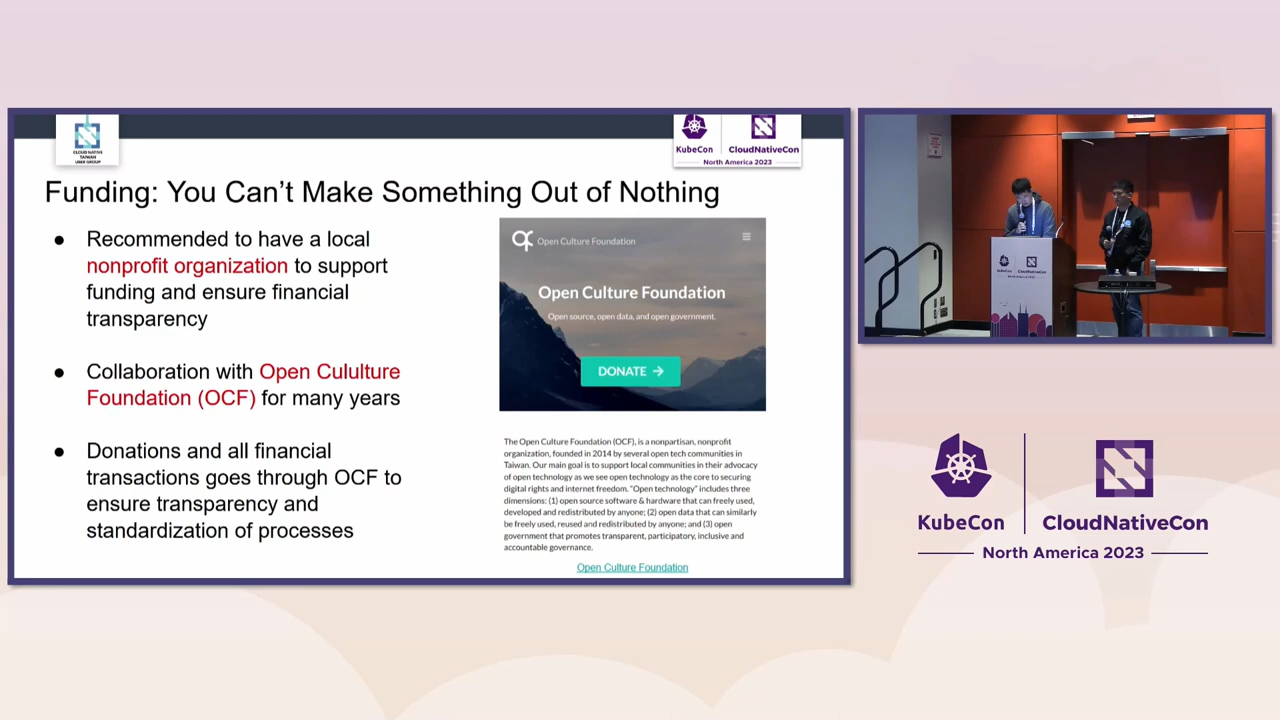 CLOUD NATIVE
TAIWAN
USER GROUP
KubeCon
CloudNativeCon
North America 2023
Funding: You Can't Make Something Out of Nothing
● Recommended to have a local
nonprofit organization to support
funding and ensure financial
transparency
● Collaboration with Open Cululture
Foundation (OCF) for many years
● Donations and all financial
transactions goes through OCF to
ensure transparency and
standardization of processes
Open Culture Foundation
Open Culture Foundation
Open source, open data, and open government.
DONATE →
The Open Culture Foundation (OCF), is a nonpartisan, nonprofit
organization, founded in 2014 by several open tech communities in
Taiwan. Our main goal is to support local communities in their advocacy
of open technology as we see open technology as the core to securing
digital rights and internet freedom. "Open technology" includes three
dimensions: (1) open source software & hardware that can freely used,
developed and redistributed by anyone; (2) open data that can similarly
be freely used, reused and redistributed by anyone; and (3) open
government that promotes transparent, participatory, inclusive and
accountable governance.
Open Culture Foundation
KubeCon
CloudNativeCon
North America 2023